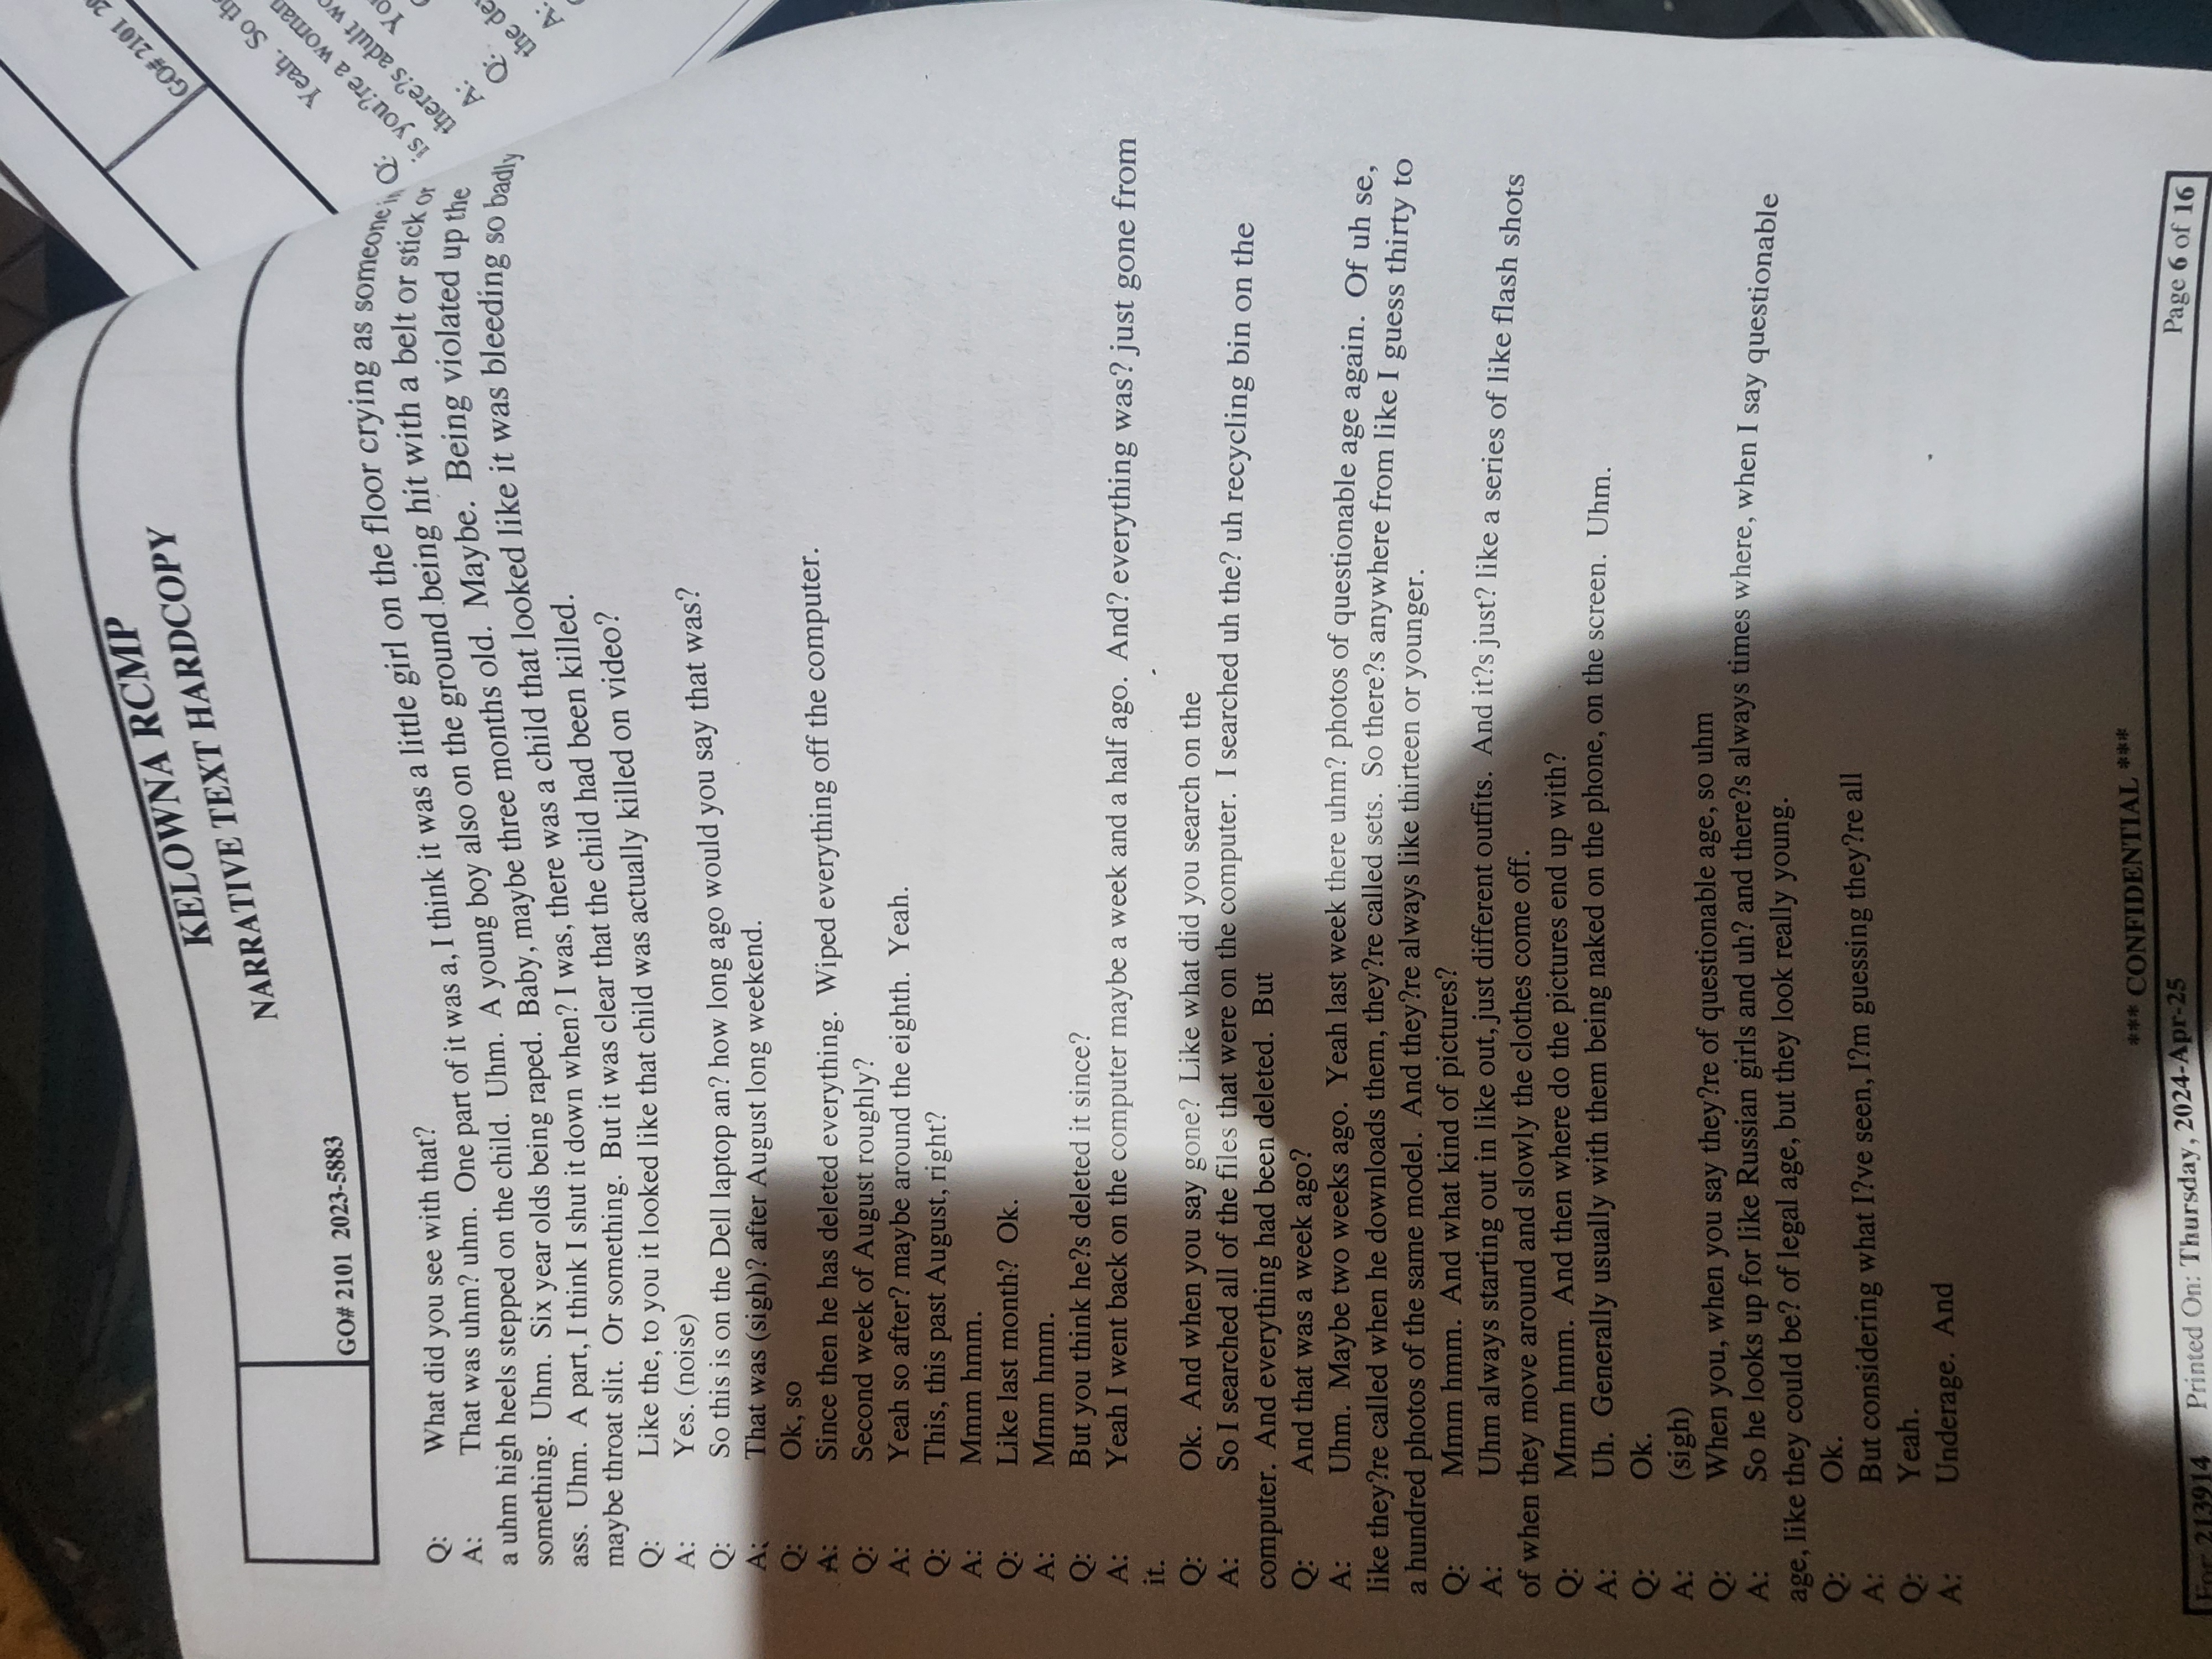 KELOWNA RCMP
NARRATIVE TEXT HARDCOPY
GO# 2101 2023-5883
Q: What did you see with that?
A: That was uhm? uhm. One part of it was a, I think it was a little girl on the floor crying as someone in
a uhm high heels stepped on the child. Uhm. A young boy also on the ground being hit with a belt or stick or
something. Uhm. Six year olds being raped. Baby, maybe three months old. Maybe. Being violated up the
ass. Uhm. A part, I think I shut it down when? I was, there was a child that looked like it was bleeding so badly
maybe throat slit. Or something. But it was clear that the child had been killed.
Q: Like the, to you it looked like that child was actually killed on video?
A: Yes. (noise)
Q: So this is on the Dell laptop an? how long ago would you say that was?
A: That was (sigh)? after August long weekend.
Q: Ok, so
A: Since then he has deleted everything. Wiped everything off the computer.
Q: Second week of August roughly?
A: Yeah so after? maybe around the eighth. Yeah.
Q: This, this past August, right?
A: Mmm hmm.
Q: Like last month? Ok.
A: Mmm hmm.
Q: But you think he?s deleted it since?
A: Yeah I went back on the computer maybe a week and a half ago. And? everything was? just gone from
it.
Q: Ok. And when you say gone? Like what did you search on the
A: So I searched all of the files that were on the computer. I searched uh the? uh recycling bin on the
computer. And everything had been deleted. But
Q: And that was a week ago?
A: Uhm. Maybe two weeks ago. Yeah last week there uhm? photos of questionable age again. Of uh se,
like they?re called when he downloads them, they?re called sets. So there?s anywhere from like I guess thirty to
a hundred photos of the same model. And they?re always like thirteen or younger.
Q: Mmm hmm. And what kind of pictures?
A: Uhm always starting out in like out, just different outfits. And it?s just? like a series of like flash shots
of when they move around and slowly the clothes come off.
Q: Mmm hmm. And then where do the pictures end up with?
A: Uh. Generally usually with them being naked on the phone, on the screen. Uhm.
Q: Ok.
A: (sigh)
Q: When you, when you say they?re of questionable age, so uhm
A: So he looks up for like Russian girls and uh? and there?s always times where, when I say questionable
age, like they could be? of legal age, but they look really young.
Q: Ok.
A: But considering what I?ve seen, I?m guessing they?re all
Q: Yeah.
A: Underage. And
*** CONFIDENTIAL ***
For: 213914 Printed On: Thursday, 2024-Apr-25 Page 6 of 16
GO# 2101 20
Yeah. So the
Q:
is you?re a woman
there?s adult wo
A: Yo
Q:
the de
A: